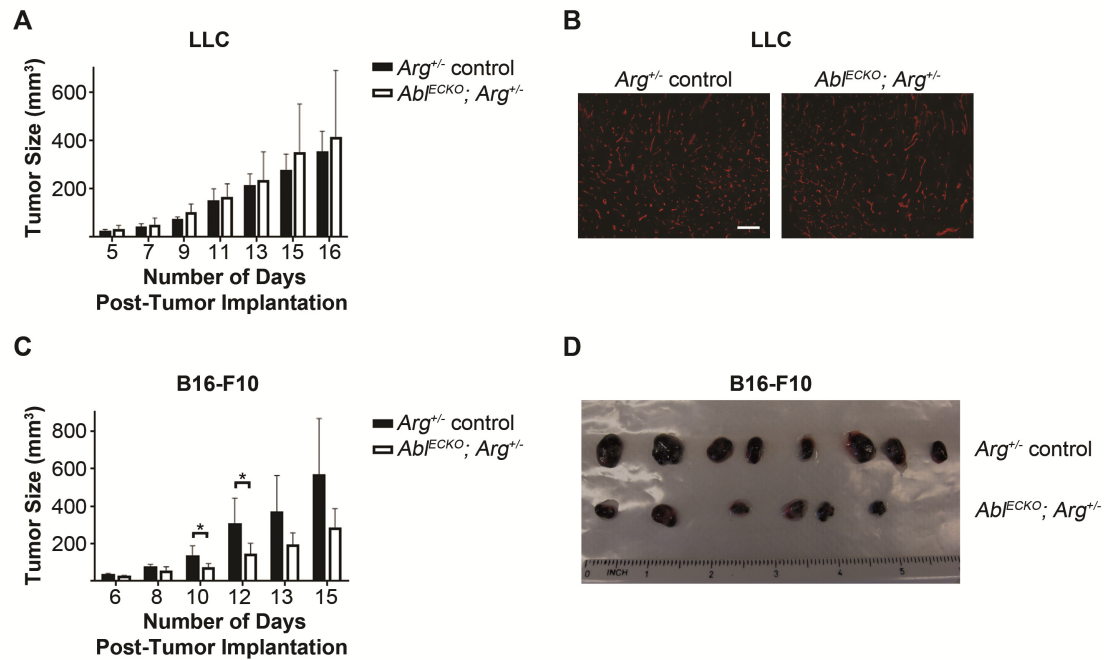 A
LLC
Tumor Size (mm³)
600
400
200
5 7 9 11 13 15 16
Number of Days
Post-Tumor Implantation
Arg+/- control
AblECKO; Arg+/-
B
LLC
Arg+/- control
AblECKO; Arg+/-
C
B16-F10
Tumor Size (mm³)
800
600
400
200
*
*
6 8 10 12 13 15
Number of Days
Post-Tumor Implantation
Arg+/- control
AblECKO; Arg+/-
D
B16-F10
Arg+/- control
AblECKO; Arg+/-
0 INCH 1 2 3 4 5